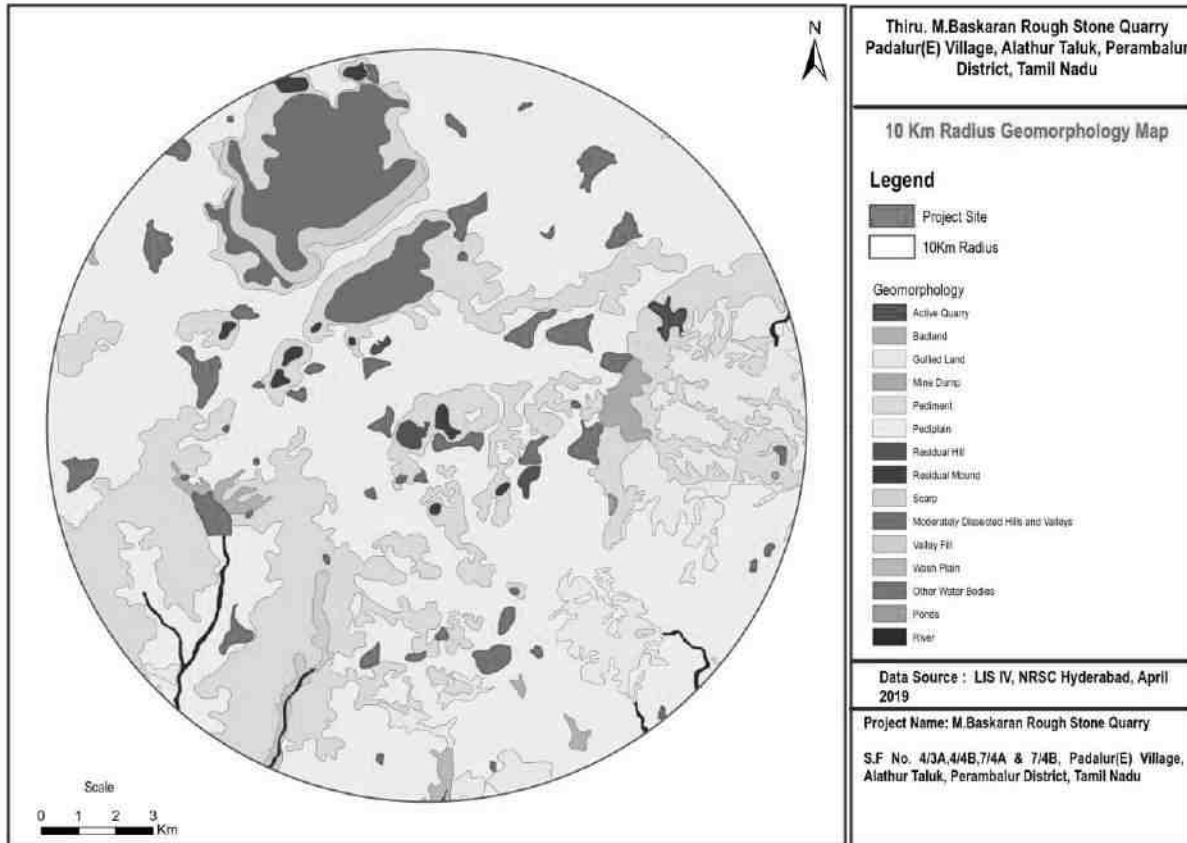 N
Thiru. M.Baskaran Rough Stone Quarry
Padalur(E) Village, Alathur Taluk, Perambalur
District, Tamil Nadu
10 Km Radius Geomorphology Map
Legend
Project Site
10Km Radius
Geomorphology
Active Quarry
Badland
Gullied Land
Mine Dump
Pediment
Pediplain
Residual Hill
Residual Mound
Scarp
Moderately Dissected Hills and Valleys
Valley Fill
Wash Plain
Other Water Bodies
Ponds
River
Data Source : LIS IV, NRSC Hyderabad, April
2019
Project Name: M.Baskaran Rough Stone Quarry
S.F No. 4/3A,4/4B,7/4A & 7/4B, Padalur(E) Village,
Alathur Taluk, Perambalur District, Tamil Nadu
Scale
0 1 2 3
Km